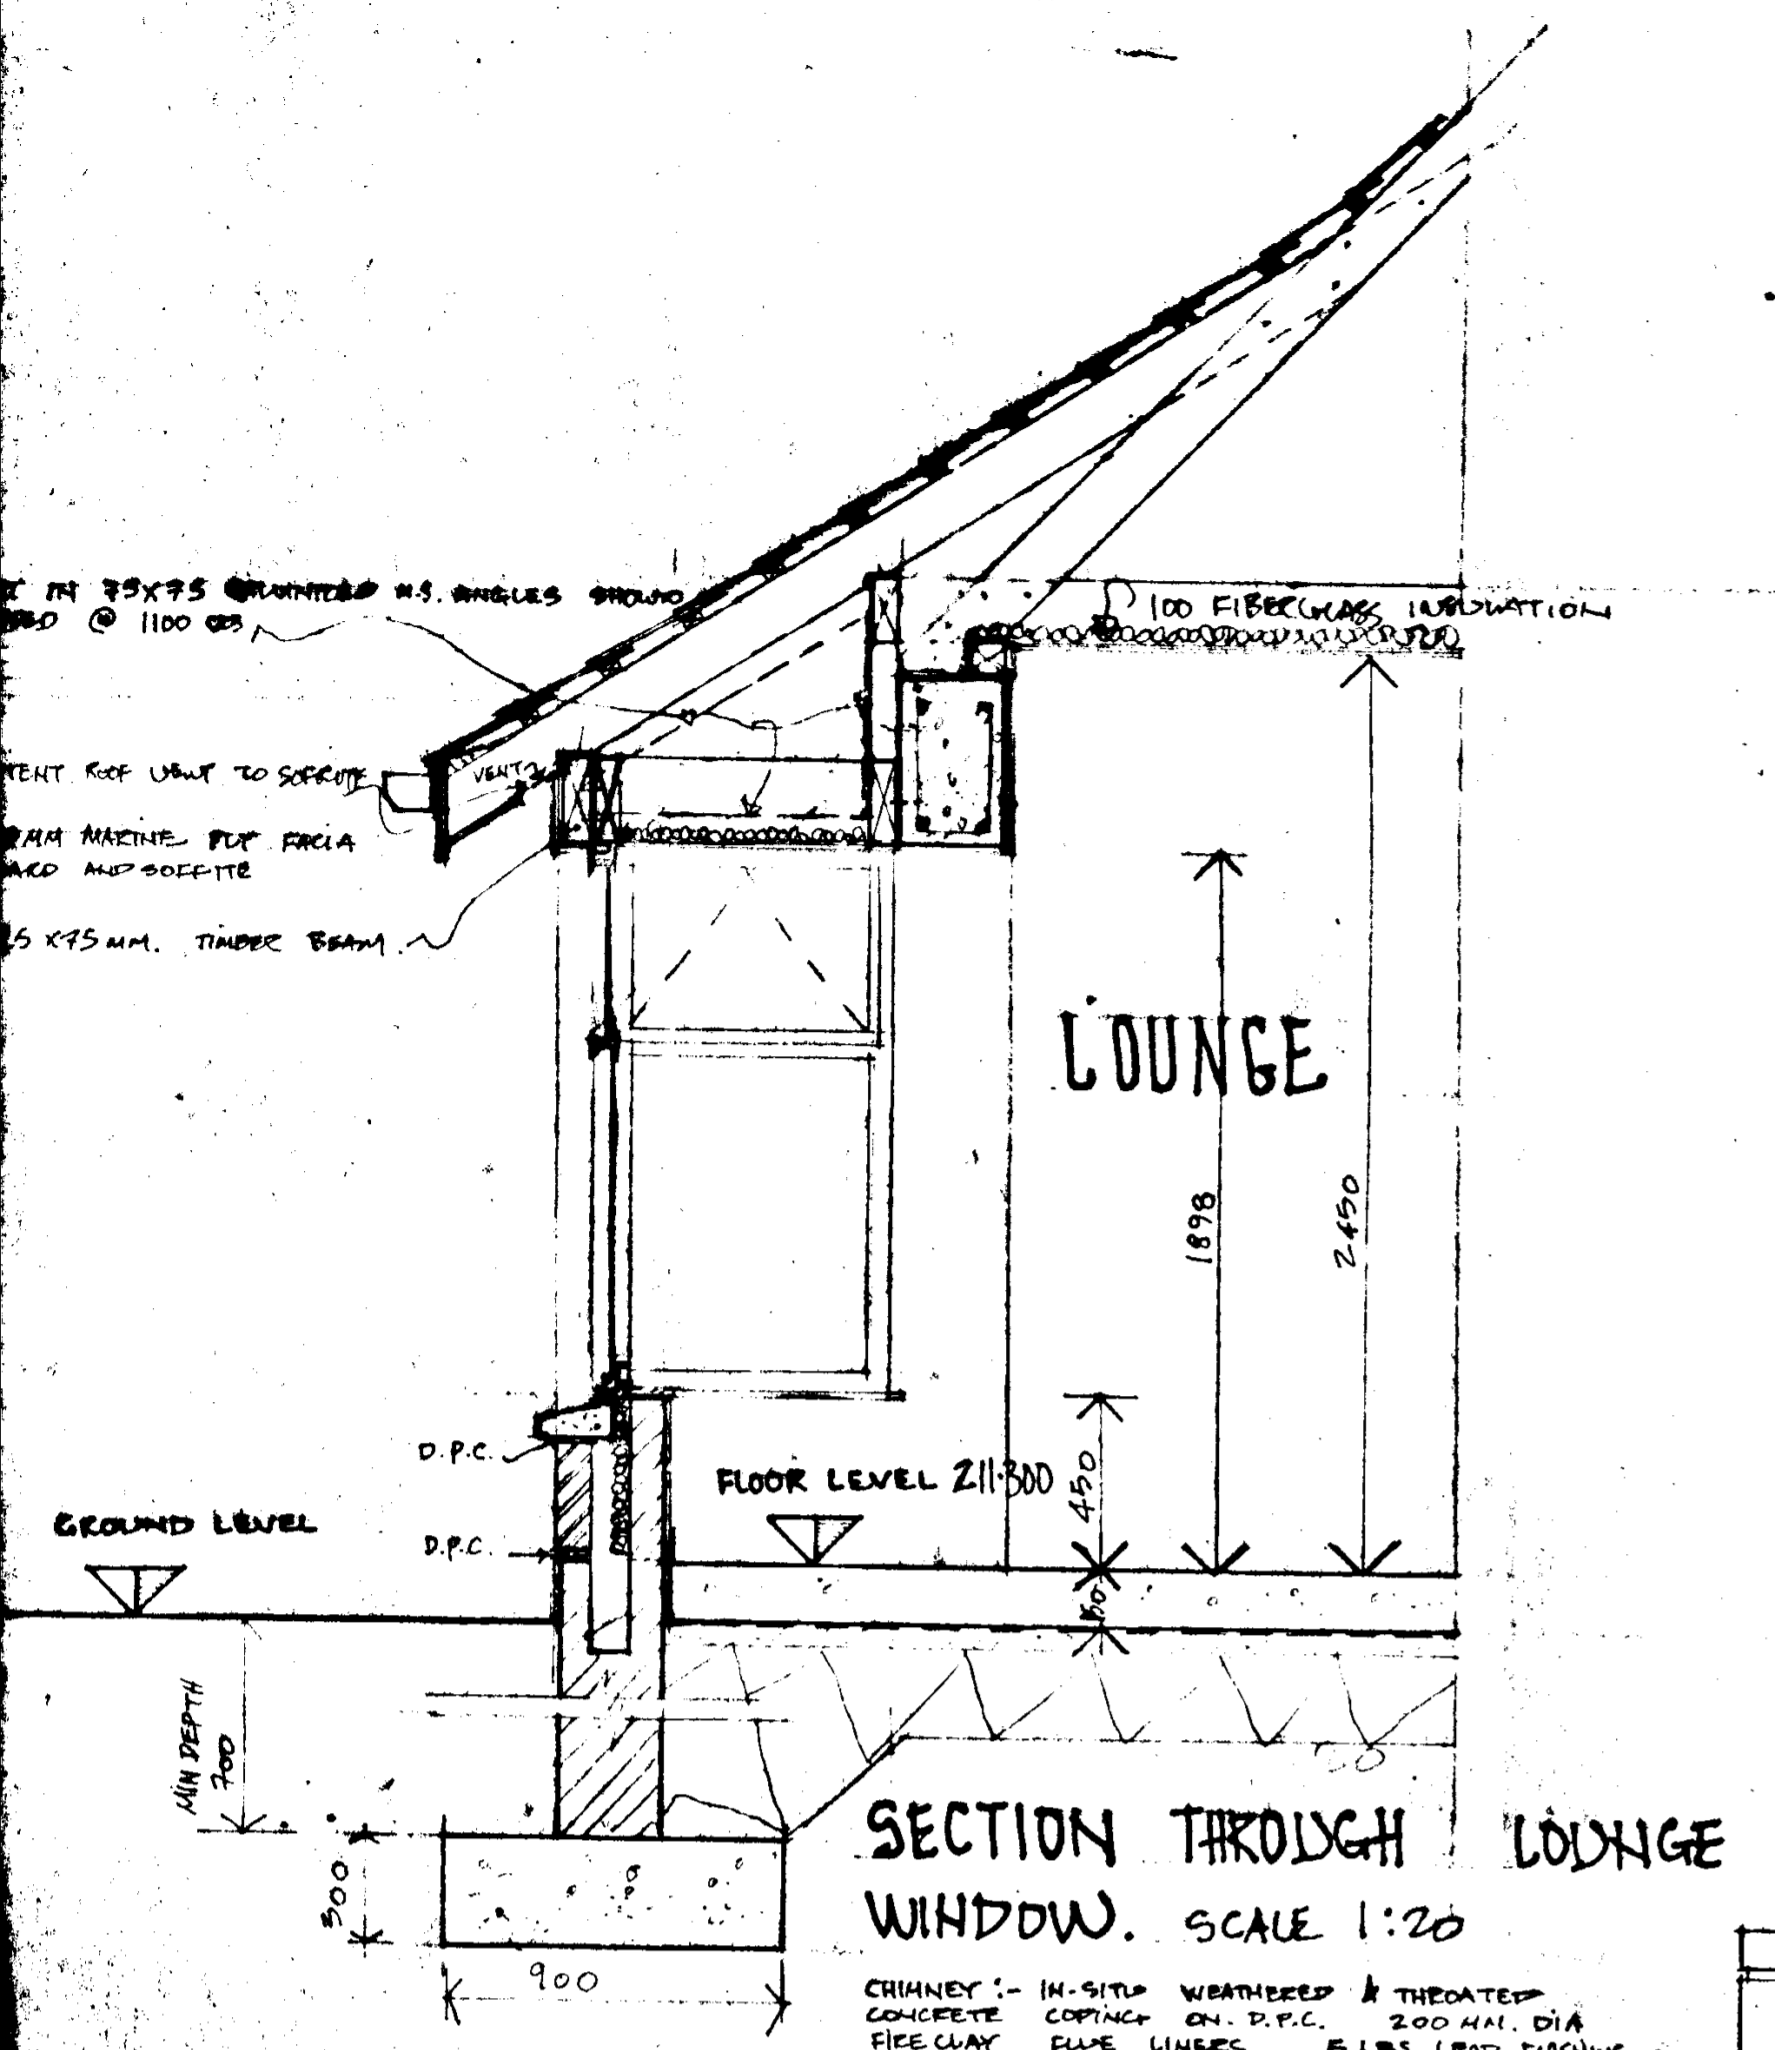 IN 75X75 M.S. ANGLES
@ 1100
100 FIBERGLASS INSULATION
VENT
ROOF VENT TO SOFFITE
MM MARINE PLY FACIA
AND SOFFITE
5 X75 MM. TIMBER BEAM.
LOUNGE
1898
2450
D.P.C.
FLOOR LEVEL 211.300
450
GROUND LEVEL
D.P.C.
MIN DEPTH
700
300
900
SECTION THROUGH LOUNGE
WINDOW. SCALE 1:20
CHIMNEY :- IN-SITU WEATHERED & THROATED
CONCRETE COPING ON. D.P.C. 200 MM. DIA
FIRE CLAY FLUE LINERS